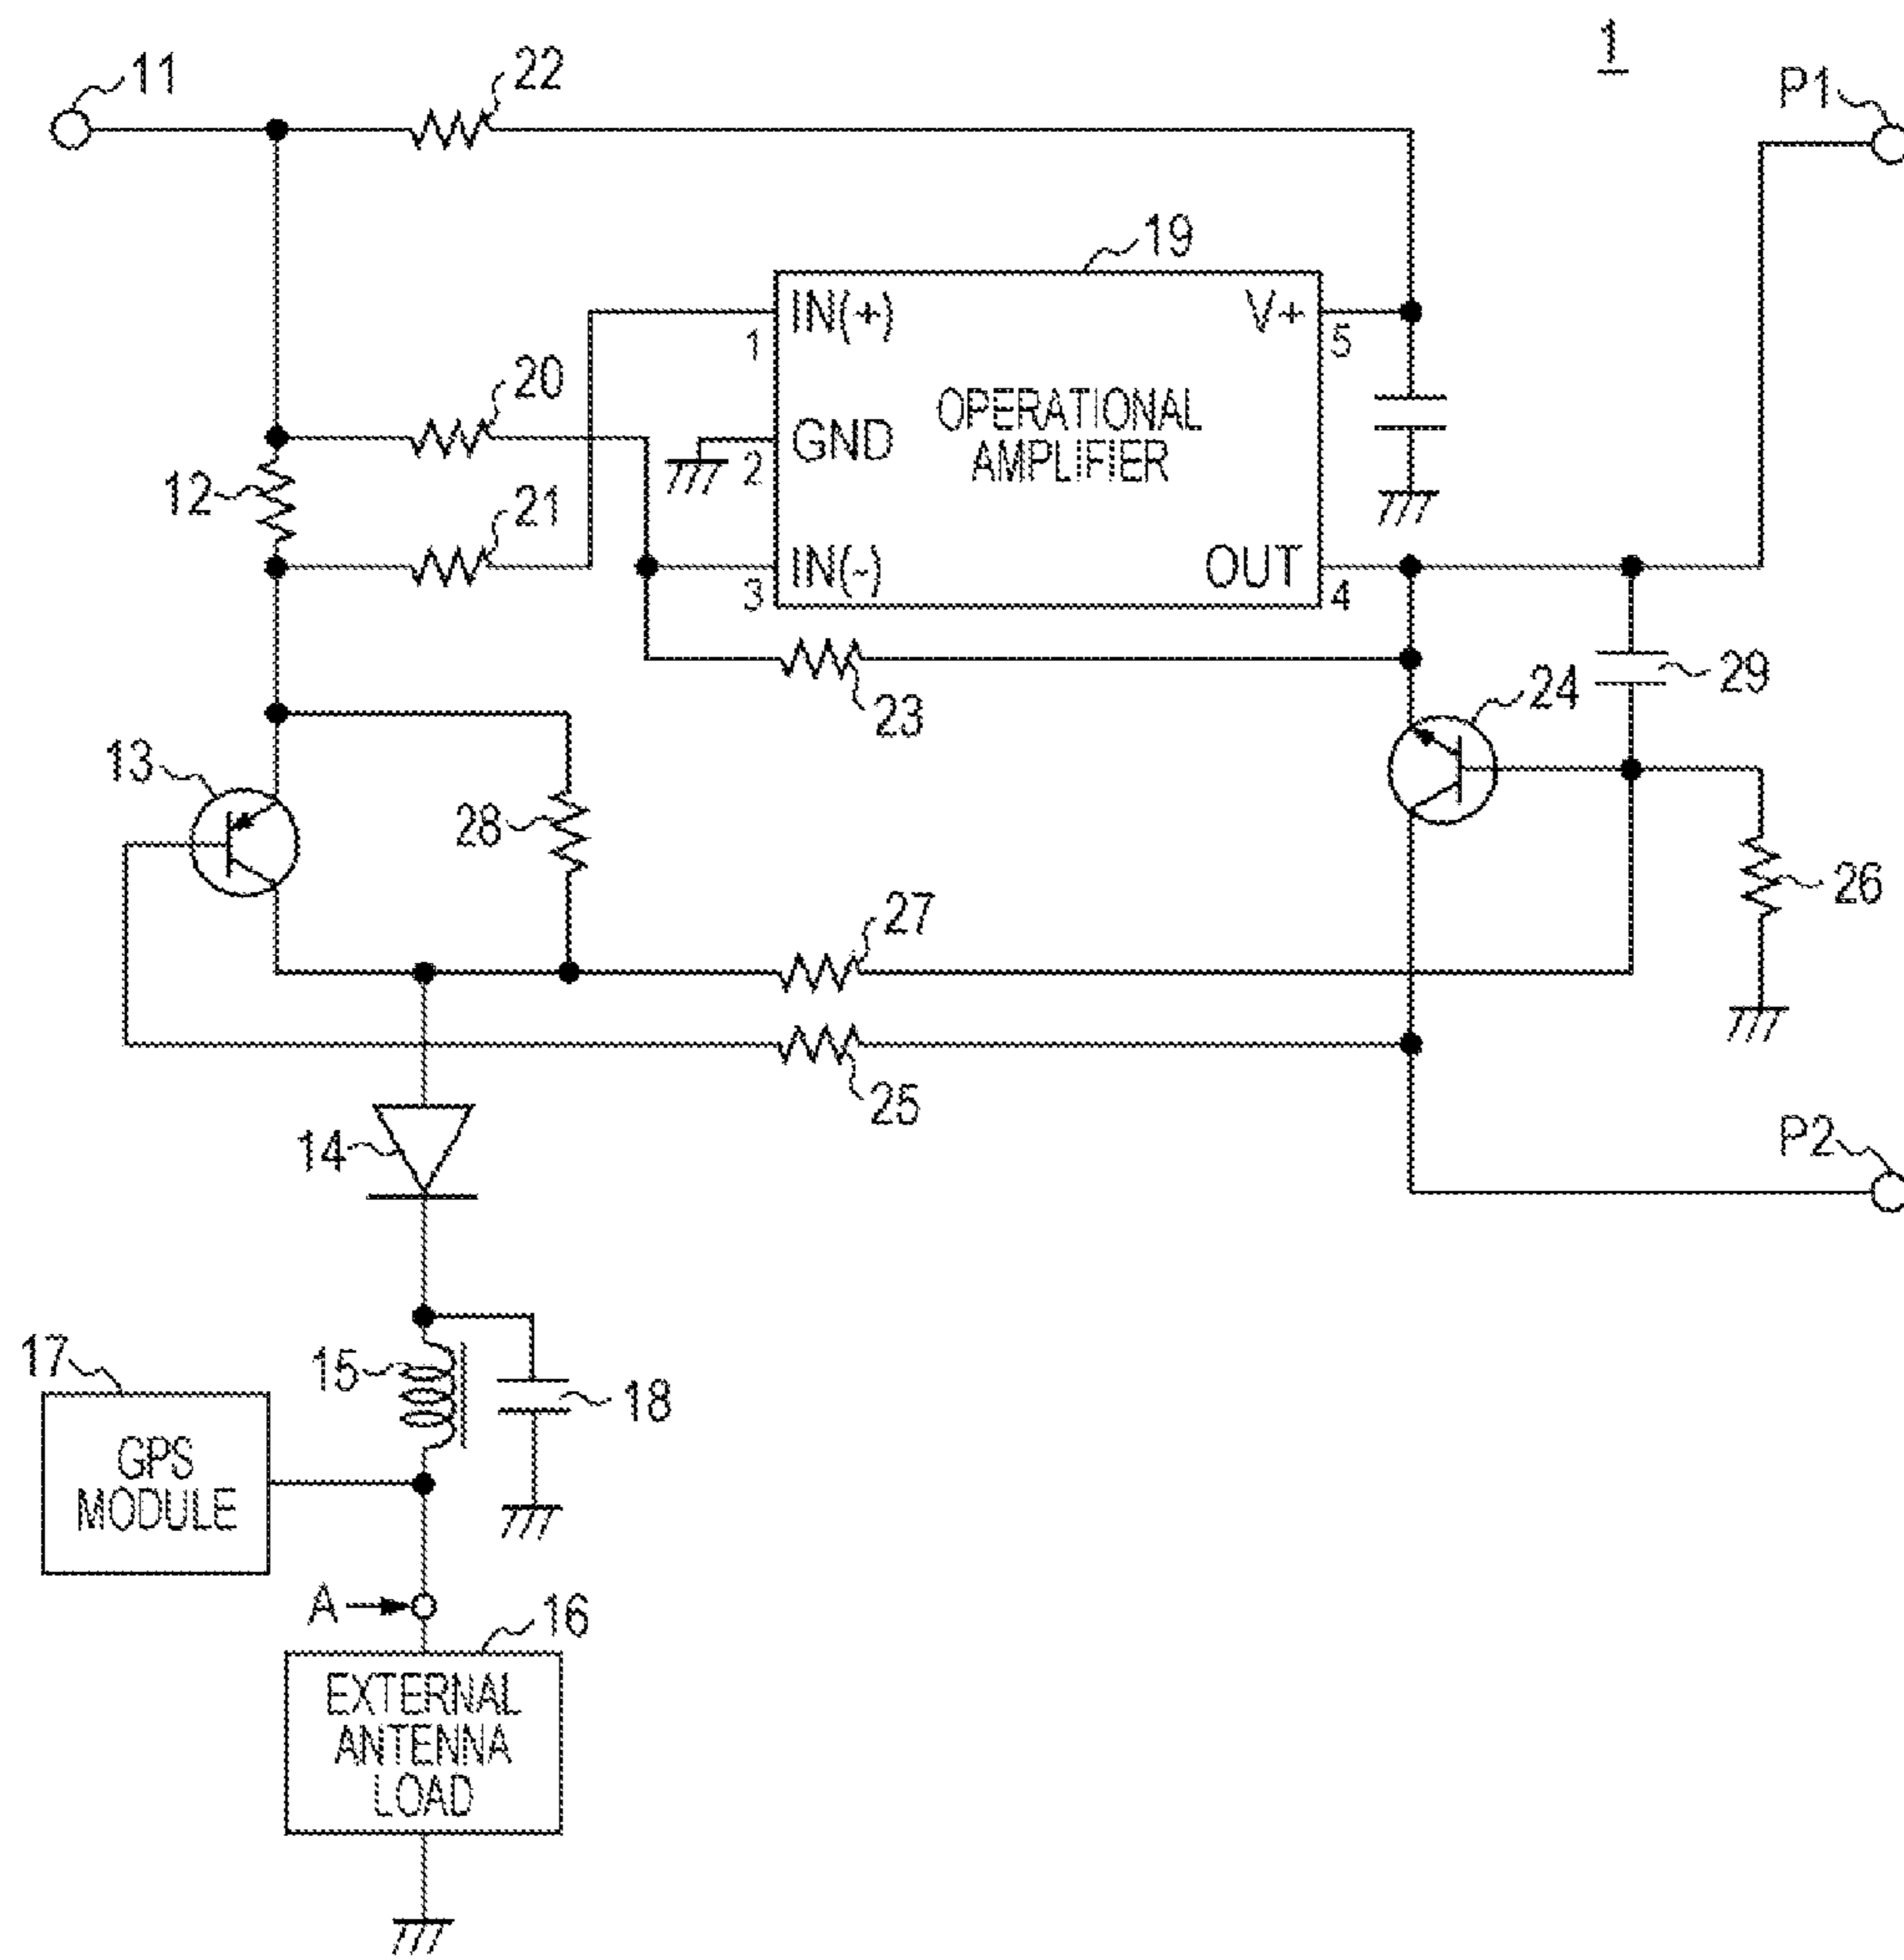 1
11
22
P1
19
IN(+)
V+
1
5
20
OPERATIONAL
AMPLIFIER
GND
2
12
21
IN(-)
OUT
3
4
23
24
29
13
28
26
27
25
14
P2
17
15
18
GPS
MODULE
A
16
EXTERNAL
ANTENNA
LOAD